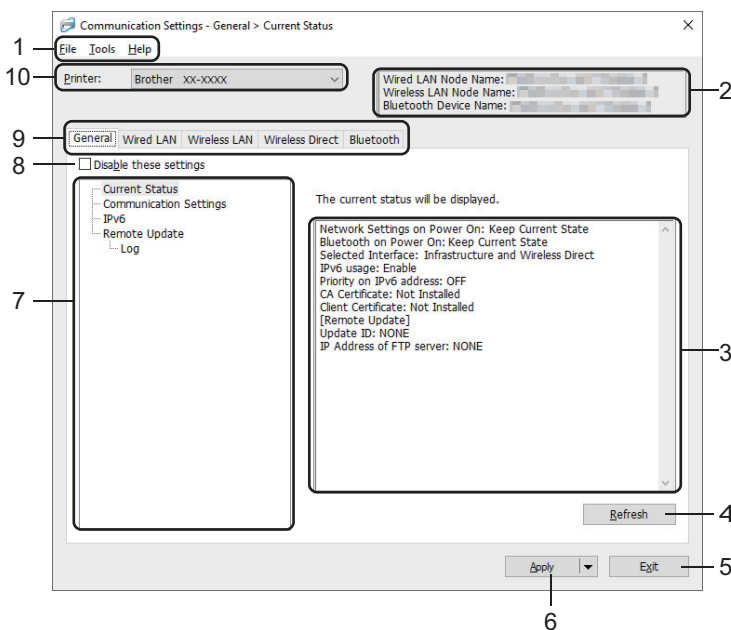 Communication Settings - General > Current Status
1 File Tools Help
10 Printer: Brother XX-XXXX
Wired LAN Node Name:
Wireless LAN Node Name:
Bluetooth Device Name:
2
9 General Wired LAN Wireless LAN Wireless Direct Bluetooth
8 Disable these settings
Current Status
Communication Settings
IPv6
Remote Update
Log
7
The current status will be displayed.
Network Settings on Power On: Keep Current State
Bluetooth on Power On: Keep Current State
Selected Interface: Infrastructure and Wireless Direct
IPv6 usage: Enable
Priority on IPv6 address: OFF
CA Certificate: Not Installed
Client Certificate: Not Installed
[Remote Update]
Update ID: NONE
IP Address of FTP server: NONE
3
Refresh 4
Apply Exit 5
6